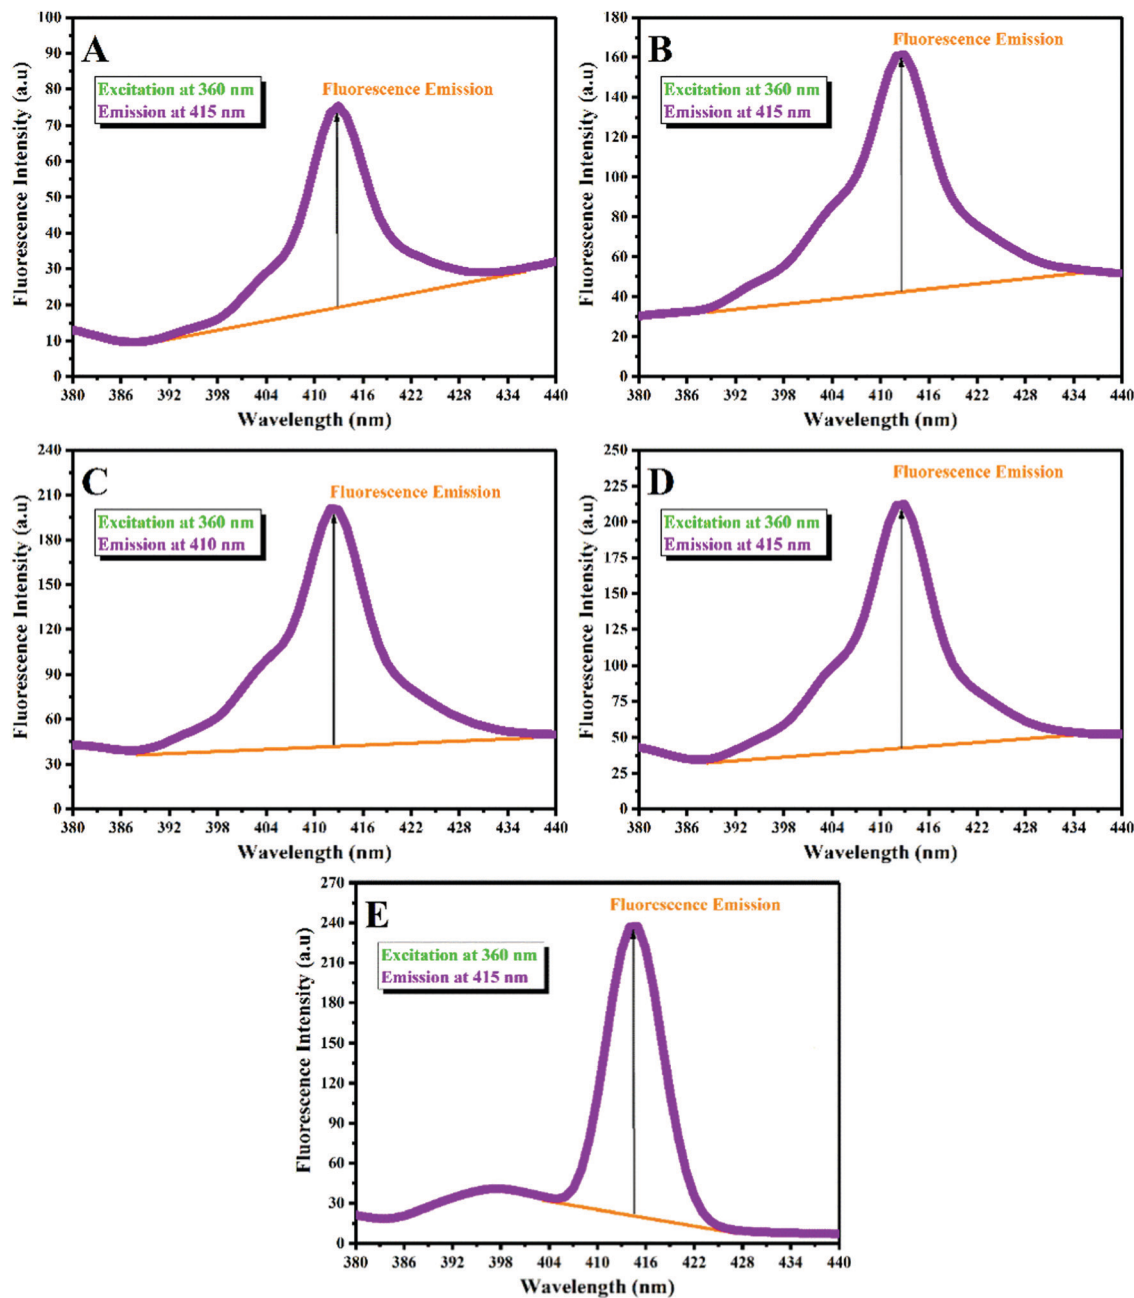 A
Fluorescence Emission
Excitation at 360 nm
Emission at 415 nm
Fluorescence Intensity (a.u)
100
90
80
70
60
50
40
30
20
10
0
380 386 392 398 404 410 416 422 428 434 440
Wavelength (nm)
B
Fluorescence Emission
Excitation at 360 nm
Emission at 415 nm
Fluorescence Intensity (a.u)
180
160
140
120
100
80
60
40
20
0
380 386 392 398 404 410 416 422 428 434 440
Wavelength (nm)
C
Fluorescence Emission
Excitation at 360 nm
Emission at 410 nm
Fluorescence Intensity (a.u)
240
210
180
150
120
90
60
30
0
380 386 392 398 404 410 416 422 428 434 440
Wavelength (nm)
D
Fluorescence Emission
Excitation at 360 nm
Emission at 415 nm
Fluorescence Intensity (a.u)
250
225
200
175
150
125
100
75
50
25
0
380 386 392 398 404 410 416 422 428 434 440
Wavelength (nm)
E
Fluorescence Emission
Excitation at 360 nm
Emission at 415 nm
Fluorescence Intensity (a.u)
270
240
210
180
150
120
90
60
30
0
380 386 392 398 404 410 416 422 428 434 440
Wavelength (nm)